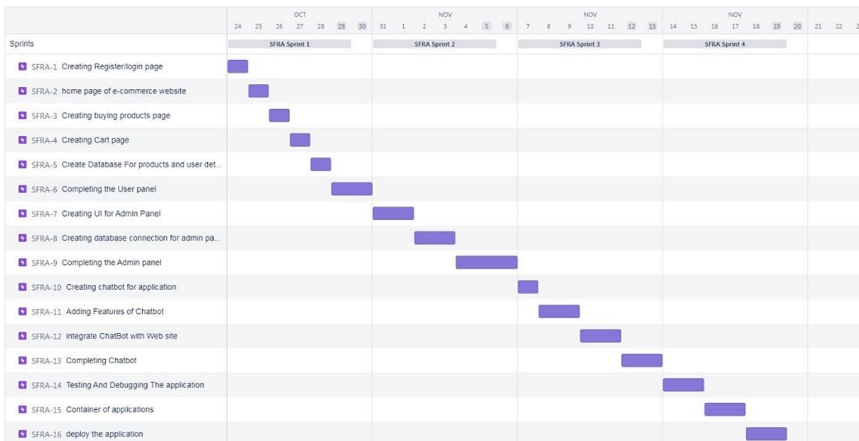 OCT NOV NOV NOV
24 25 26 27 28 29 30 31 1 2 3 4 5 6 7 8 9 10 11 12 13 14 15 16 17 18 19 20 21 22
Sprints SFRA Sprint 1 SFRA Sprint 2 SFRA Sprint 3 SFRA Sprint 4
SFRA-1 Creating Register/login page
SFRA-2 home page of e-commerce website
SFRA-3 Creating buying products page
SFRA-4 Creating Cart page
SFRA-5 Create Database For products and user det...
SFRA-6 Completing the User panel
SFRA-7 Creating UI for Admin Panel
SFRA-8 Creating database connection for admin pa...
SFRA-9 Completing the Admin panel
SFRA-10 Creating chatbot for application
SFRA-11 Adding Features of Chatbot
SFRA-12 integrate ChatBot with Web site
SFRA-13 Completing Chatbot
SFRA-14 Testing And Debugging The application
SFRA-15 Container of applications
SFRA-16 deploy the application